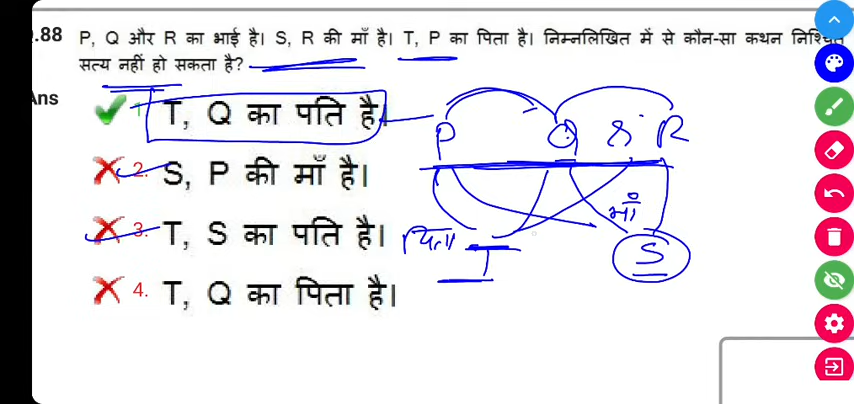 .88 P, Q और R का भाई है। S, R की माँ है। T, P का पिता है। निम्नलिखित में से कौन-सा कथन निश्चित
सत्य नहीं हो सकता है?
Ans
1. T, Q का पति है।
2. S, P की माँ है।
3. T, S का पति है।
4. T, Q का पिता है।
P Q R
पिता माँ
T S